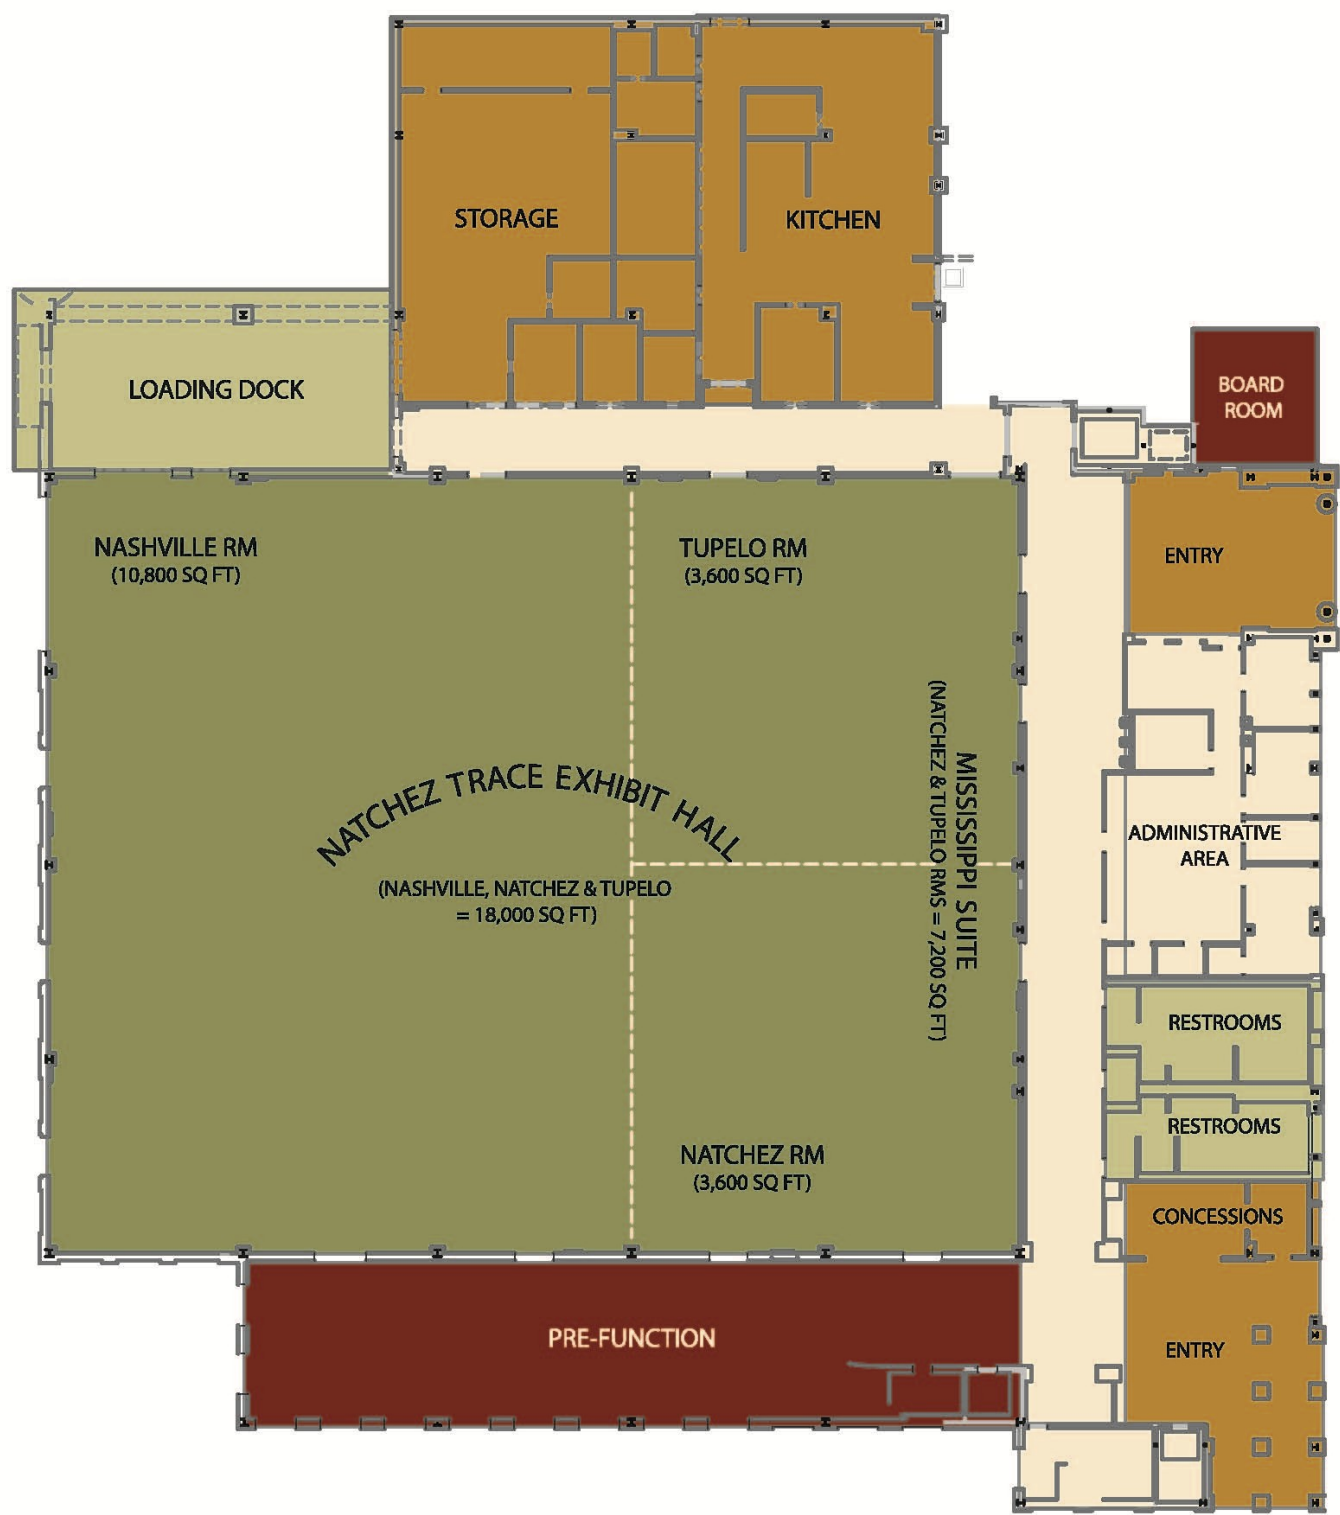 STORAGE
KITCHEN
LOADING DOCK
BOARD
ROOM
NASHVILLE RM
(10,800 SQ FT)
TUPELO RM
(3,600 SQ FT)
ENTRY
NATCHEZ TRACE EXHIBIT HALL
(NASHVILLE, NATCHEZ & TUPELO
= 18,000 SQ FT)
MISSISSIPPI SUITE
(NATCHEZ & TUPELO RMS = 7,200 SQ FT)
ADMINISTRATIVE
AREA
RESTROOMS
RESTROOMS
NATCHEZ RM
(3,600 SQ FT)
CONCESSIONS
PRE-FUNCTION
ENTRY